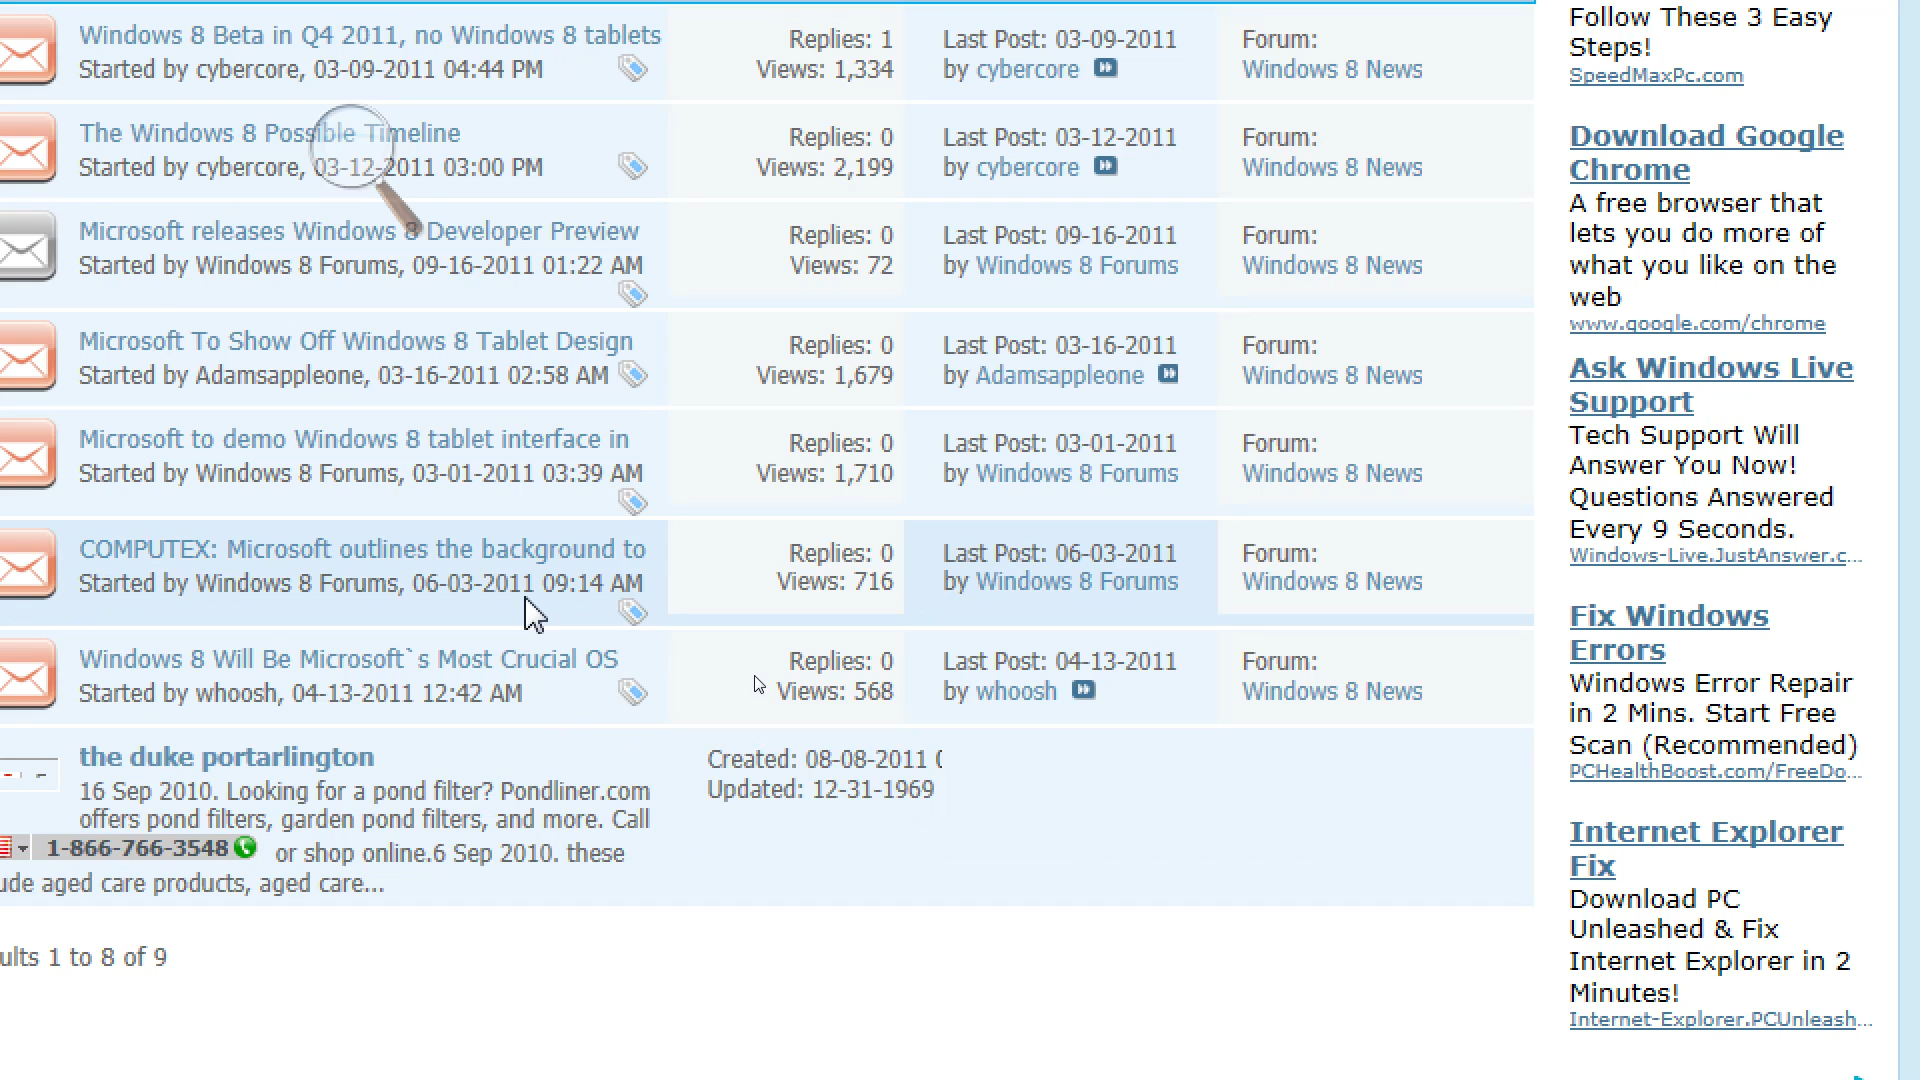 Windows 8 Beta in Q4 2011, no Windows 8 tablets
Started by cybercore, 03-09-2011 04:44 PM
Replies: 1
Views: 1,334
Last Post: 03-09-2011
by cybercore
Forum:
Windows 8 News
The Windows 8 Possible Timeline
Started by cybercore, 03-12-2011 03:00 PM
Replies: 0
Views: 2,199
Last Post: 03-12-2011
by cybercore
Forum:
Windows 8 News
Microsoft releases Windows 8 Developer Preview
Started by Windows 8 Forums, 09-16-2011 01:22 AM
Replies: 0
Views: 72
Last Post: 09-16-2011
by Windows 8 Forums
Forum:
Windows 8 News
Microsoft To Show Off Windows 8 Tablet Design
Started by Adamsappleone, 03-16-2011 02:58 AM
Replies: 0
Views: 1,679
Last Post: 03-16-2011
by Adamsappleone
Forum:
Windows 8 News
Microsoft to demo Windows 8 tablet interface in
Started by Windows 8 Forums, 03-01-2011 03:39 AM
Replies: 0
Views: 1,710
Last Post: 03-01-2011
by Windows 8 Forums
Forum:
Windows 8 News
COMPUTEX: Microsoft outlines the background to
Started by Windows 8 Forums, 06-03-2011 09:14 AM
Replies: 0
Views: 716
Last Post: 06-03-2011
by Windows 8 Forums
Forum:
Windows 8 News
Windows 8 Will Be Microsoft`s Most Crucial OS
Started by whoosh, 04-13-2011 12:42 AM
Replies: 0
Views: 568
Last Post: 04-13-2011
by whoosh
Forum:
Windows 8 News
the duke portarlington
16 Sep 2010. Looking for a pond filter? Pondliner.com
offers pond filters, garden pond filters, and more. Call
1-866-766-3548 or shop online.6 Sep 2010. these
ude aged care products, aged care...
Created: 08-08-2011
Updated: 12-31-1969
ults 1 to 8 of 9
Follow These 3 Easy
Steps!
SpeedMaxPc.com
Download Google
Chrome
A free browser that
lets you do more of
what you like on the
web
www.google.com/chrome
Ask Windows Live
Support
Tech Support Will
Answer You Now!
Questions Answered
Every 9 Seconds.
Windows-Live.JustAnswer.c...
Fix Windows
Errors
Windows Error Repair
in 2 Mins. Start Free
Scan (Recommended)
PCHealthBoost.com/FreeDo...
Internet Explorer
Fix
Download PC
Unleashed & Fix
Internet Explorer in 2
Minutes!
Internet-Explorer.PCUnleash...